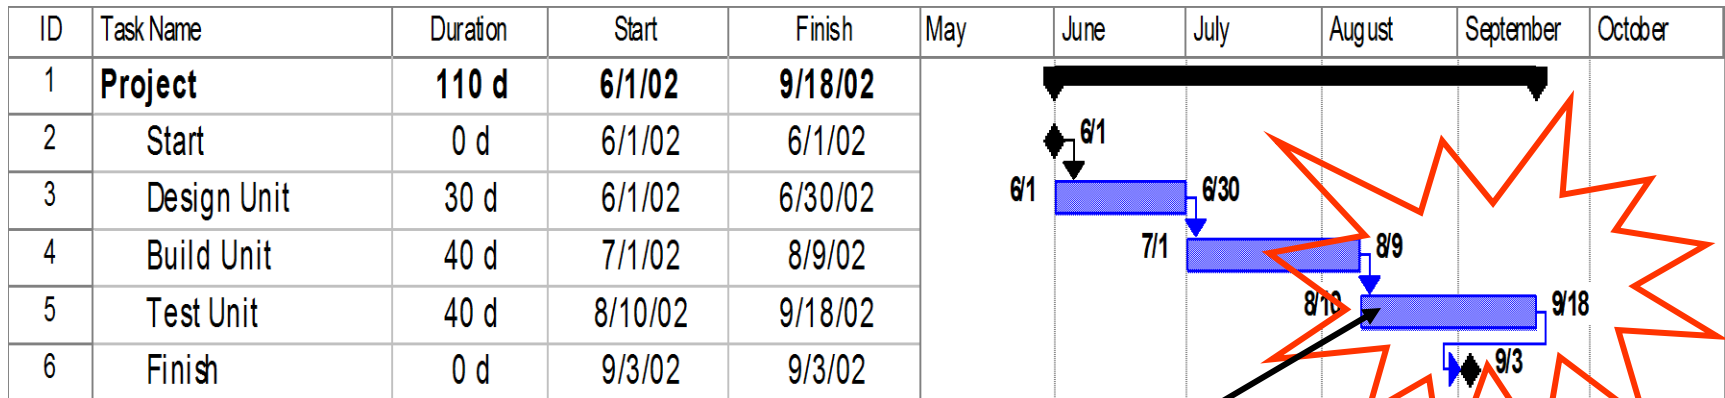 ID Task Name Duration Start Finish May June July August September October
1 Project 110 d 6/1/02 9/18/02
2 Start 0 d 6/1/02 6/1/02 6/1
3 Design Unit 30 d 6/1/02 6/30/02 6/1 6/30
4 Build Unit 40 d 7/1/02 8/9/02 7/1 8/9
5 Test Unit 40 d 8/10/02 9/18/02 8/10 9/18
6 Finish 0 d 9/3/02 9/3/02 9/3